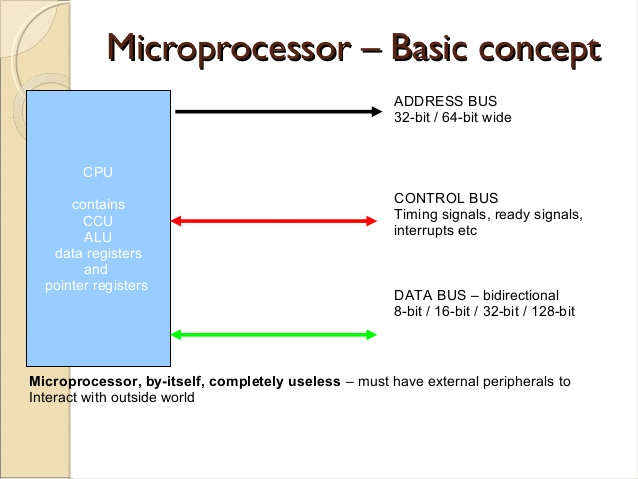 Microprocessor – Basic concept
CPU
contains
CCU
ALU
data registers
and
pointer registers
ADDRESS BUS
32-bit / 64-bit wide
CONTROL BUS
Timing signals, ready signals,
interrupts etc
DATA BUS – bidirectional
8-bit / 16-bit / 32-bit / 128-bit
Microprocessor, by-itself, completely useless – must have external peripherals to
Interact with outside world